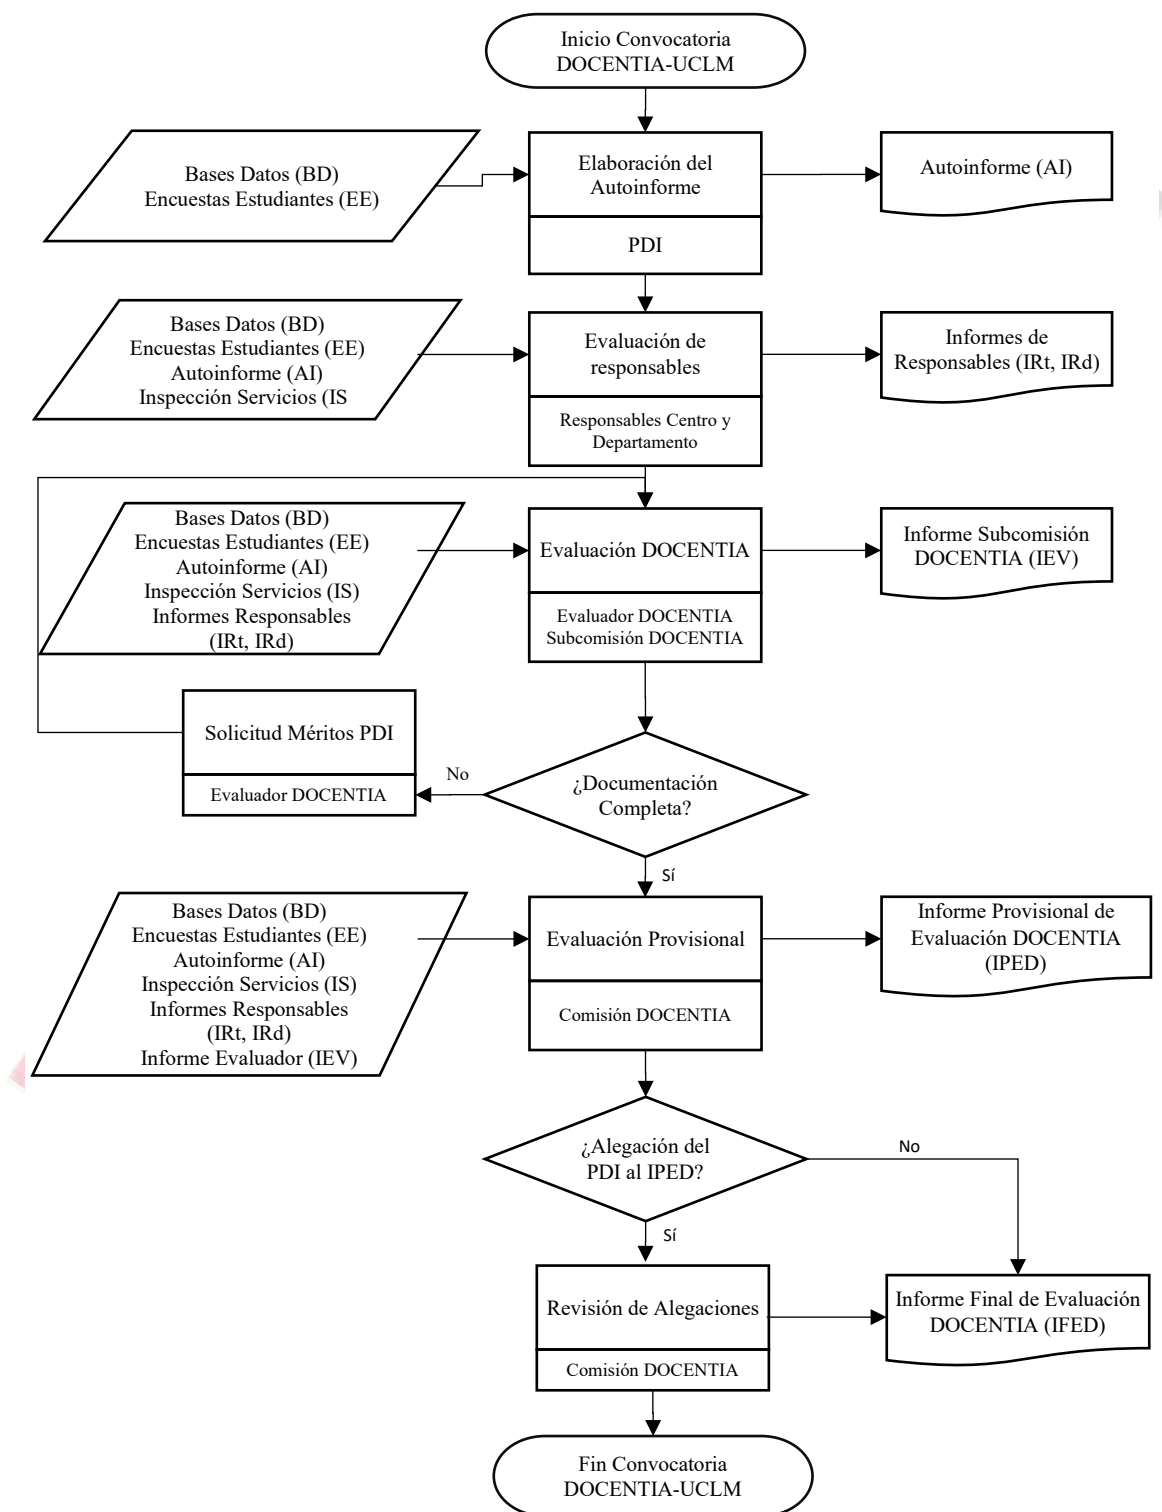 Inicio Convocatoria
DOCENTIA-UCLM
Bases Datos (BD)
Encuestas Estudiantes (EE)
Elaboración del
Autoinforme
PDI
Autoinforme (AI)
Bases Datos (BD)
Encuestas Estudiantes (EE)
Autoinforme (AI)
Inspección Servicios (IS
Evaluación de
responsables
Responsables Centro y
Departamento
Informes de
Responsables (IRt, IRd)
Bases Datos (BD)
Encuestas Estudiantes (EE)
Autoinforme (AI)
Inspección Servicios (IS)
Informes Responsables
(IRt, IRd)
Evaluación DOCENTIA
Evaluador DOCENTIA
Subcomisión DOCENTIA
Informe Subcomisión
DOCENTIA (IEV)
Solicitud Méritos PDI
Evaluador DOCENTIA
No
¿Documentación
Completa?
Sí
Bases Datos (BD)
Encuestas Estudiantes (EE)
Autoinforme (AI)
Inspección Servicios (IS)
Informes Responsables
(IRt, IRd)
Informe Evaluador (IEV)
Evaluación Provisional
Comisión DOCENTIA
Informe Provisional de
Evaluación DOCENTIA
(IPED)
¿Alegación del
PDI al IPED?
No
Sí
Revisión de Alegaciones
Comisión DOCENTIA
Informe Final de Evaluación
DOCENTIA (IFED)
Fin Convocatoria
DOCENTIA-UCLM